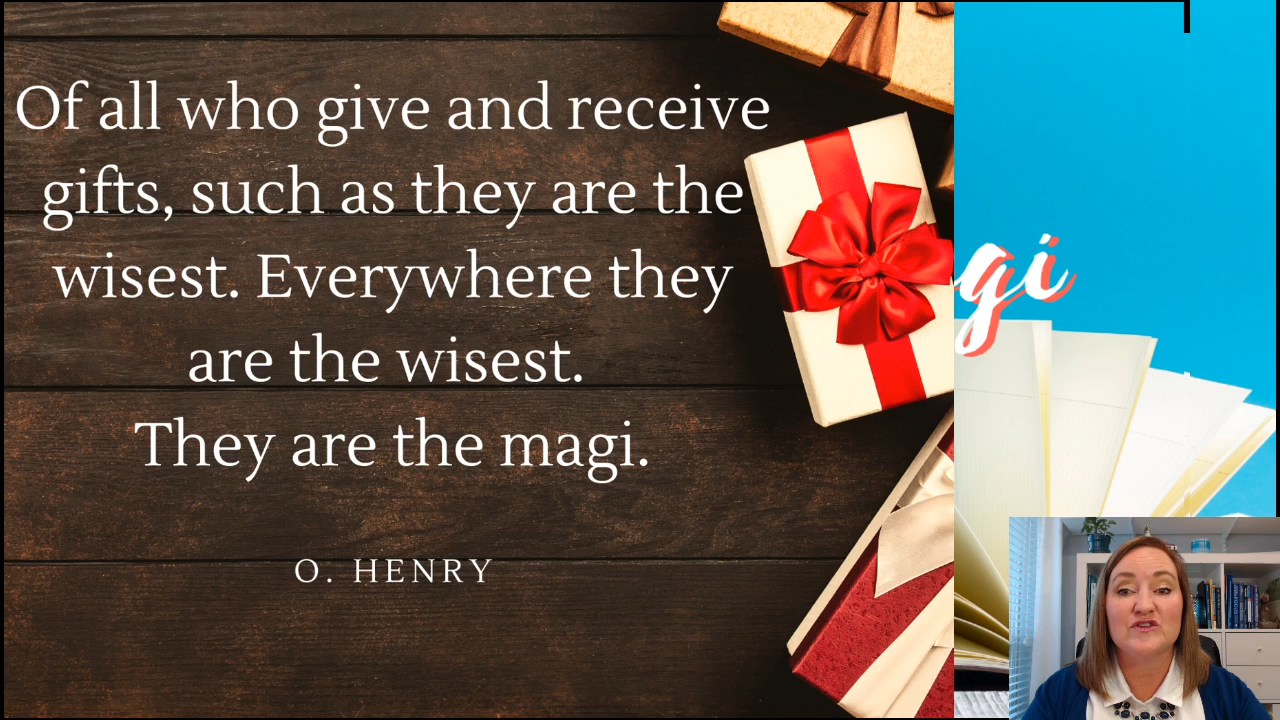 Of all who give and receive
gifts, such as they are the
wisest. Everywhere they
are the wisest.
They are the magi.
O. HENRY
gi